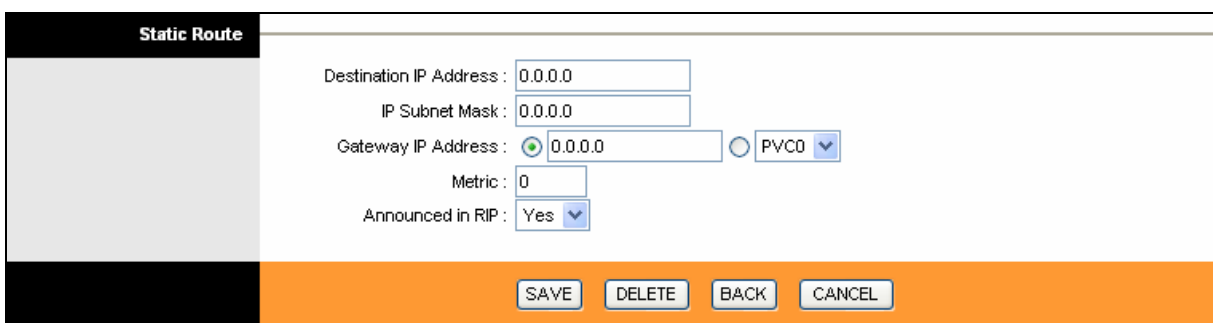 Static Route
Destination IP Address : 0.0.0.0
IP Subnet Mask : 0.0.0.0
Gateway IP Address : 0.0.0.0 PVC0
Metric : 0
Announced in RIP : Yes
SAVE DELETE BACK CANCEL